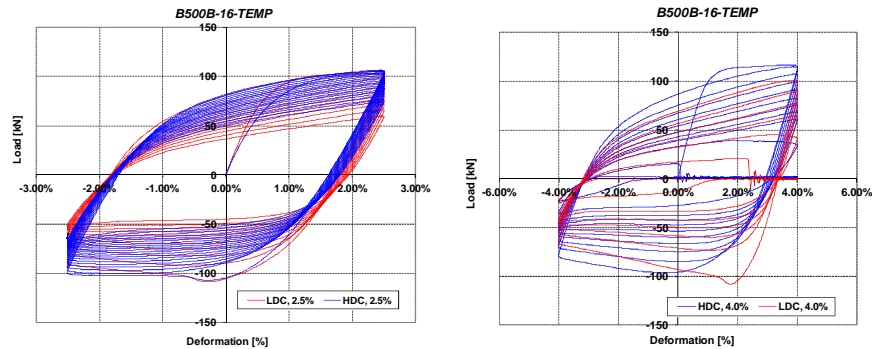 B500B-16-TEMP
150
100
50
0
-50
-100
-150
-3.00% -2.00% -1.00% 0.00% 1.00% 2.00% 3.00%
Load [kN]
Deformation [%]
LDC, 2.5% HDC, 2.5%
B500B-16-TEMP
150
100
50
0
-50
-100
-150
-6.00% -4.00% -2.00% 0.00% 2.00% 4.00% 6.00%
Load [kN]
Deformation [%]
HDC, 4.0% LDC, 4.0%